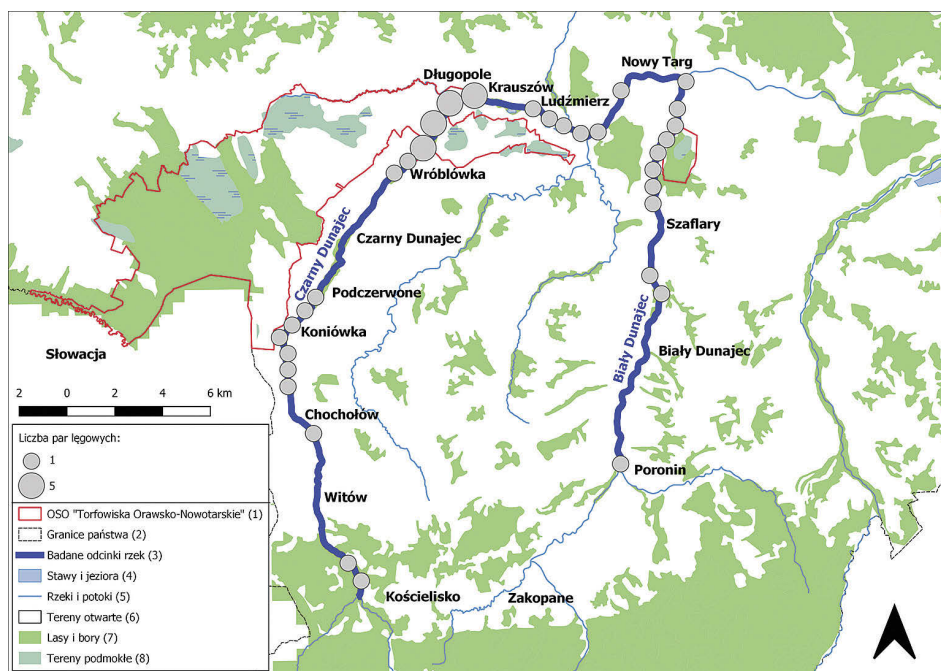 Nowy Targ
Długopole
Krauszów
Ludźmierz
Wróblówka
Szaflary
Czarny Dunajec
Czarny Dunajec
Podczerwone
Koniówka
Słowacja
Biały Dunajec
Biały Dunajec
2 0 2 4 6 km
Chochołów
Liczba par lęgowych:
1
5
Poronin
Witów
OSO "Torfowiska Orawsko-Nowotarskie" (1)
Granice państwa (2)
Badane odcinki rzek (3)
Stawy i jeziora (4)
Rzeki i potoki (5)
Tereny otwarte (6)
Lasy i bory (7)
Tereny podmokłe (8)
Kościelisko
Zakopane